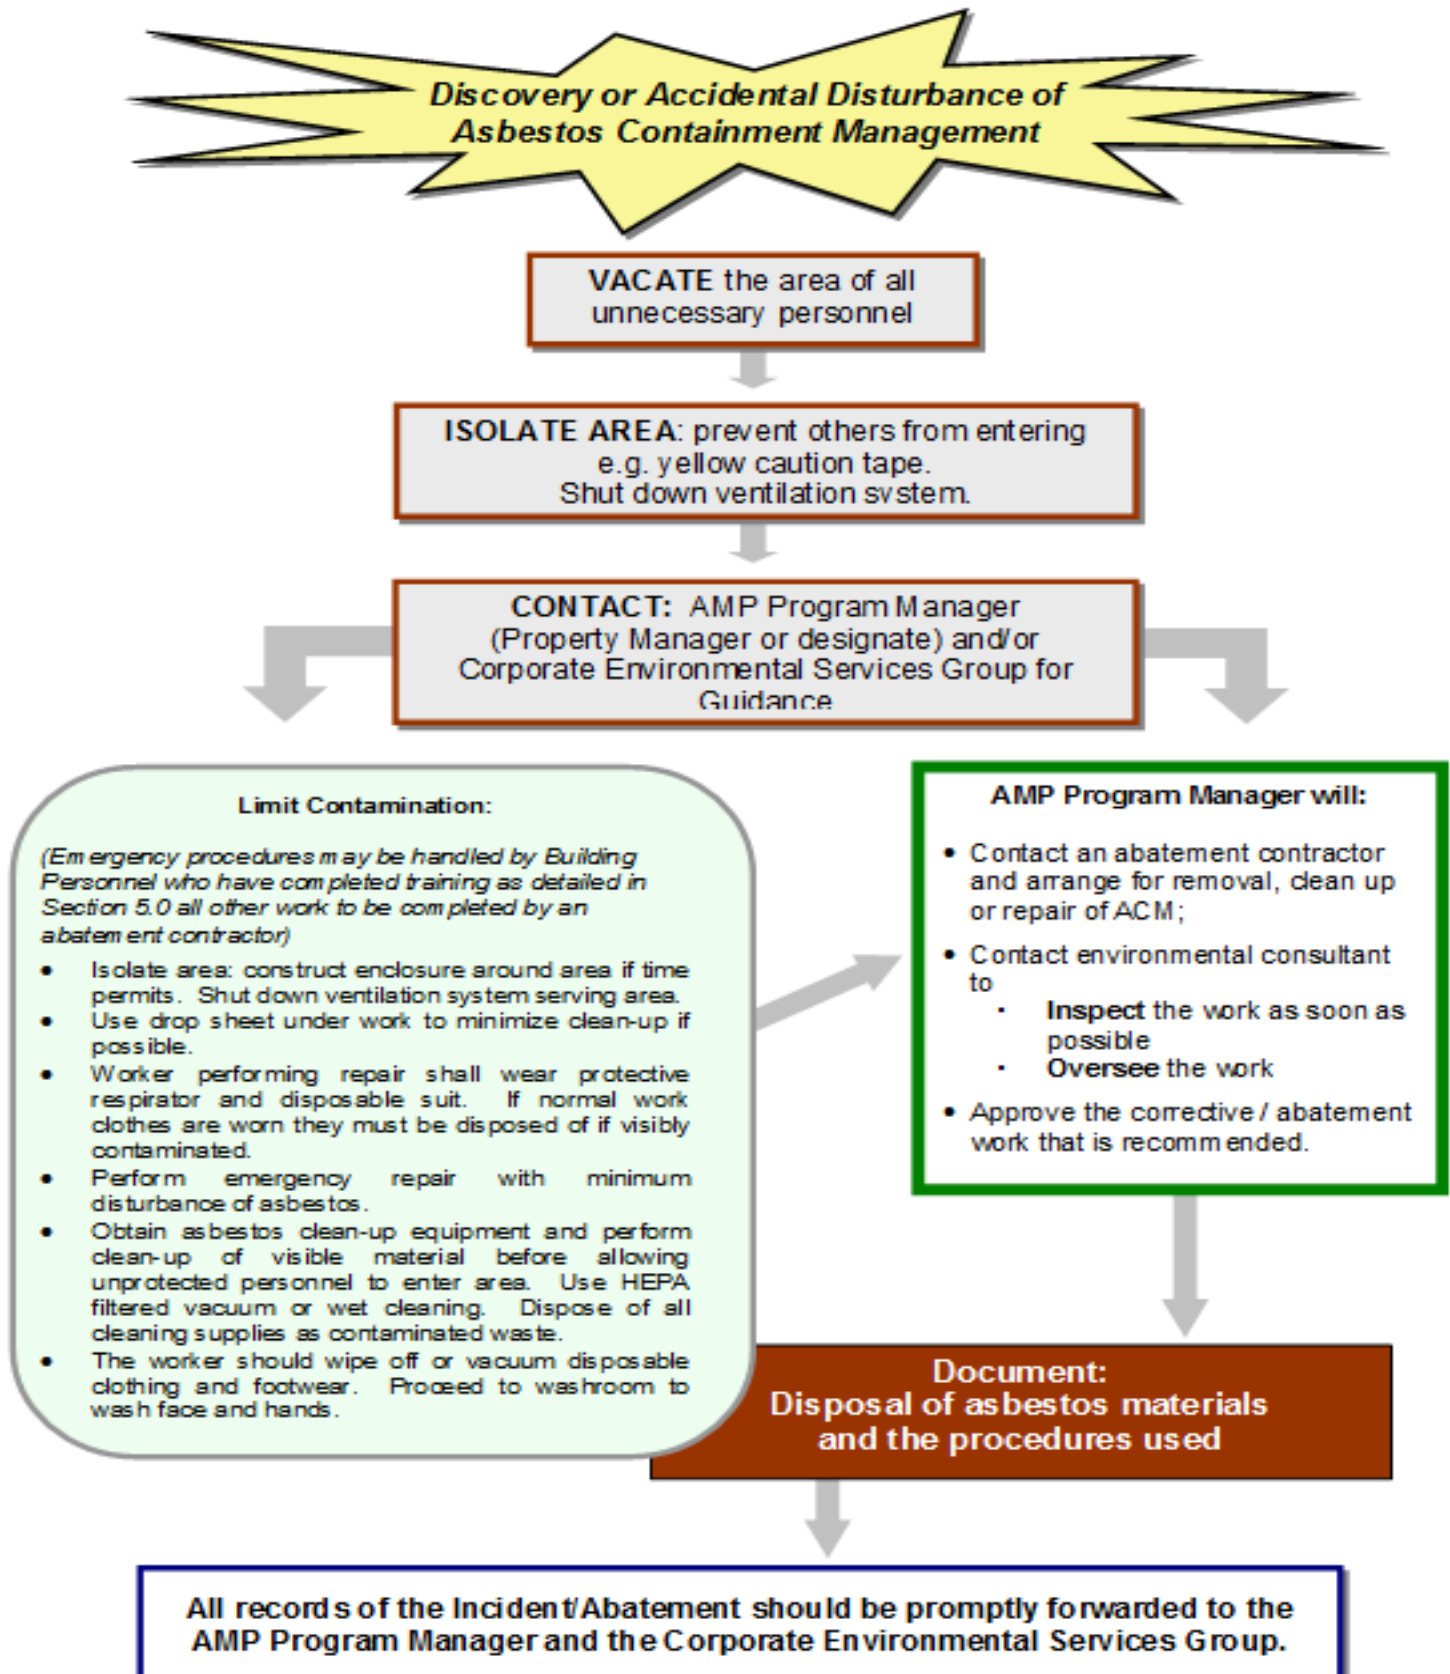 Discovery or Accidental Disturbance of
Asbestos Containment Management
VACATE the area of all
unnecessary personnel
ISOLATE AREA: prevent others from entering
e.g. yellow caution tape.
Shut down ventilation system.
CONTACT: AMP Program Manager
(Property Manager or designate) and/or
Corporate Environmental Services Group for
Guidance
Limit Contamination:
(Emergency procedures may be handled by Building
Personnel who have completed training as detailed in
Section 5.0 all other work to be completed by an
abatement contractor)
• Isolate area: construct enclosure around area if time
permits. Shut down ventilation system serving area.
• Use drop sheet under work to minimize clean-up if
possible.
• Worker performing repair shall wear protective
respirator and disposable suit. If normal work
clothes are worn they must be disposed of if visibly
contaminated.
• Perform emergency repair with minimum
disturbance of asbestos.
• Obtain asbestos clean-up equipment and perform
clean-up of visible material before allowing
unprotected personnel to enter area. Use HEPA
filtered vacuum or wet cleaning. Dispose of all
cleaning supplies as contaminated waste.
• The worker should wipe off or vacuum disposable
clothing and footwear. Proceed to washroom to
wash face and hands.
AMP Program Manager will:
• Contact an abatement contractor
and arrange for removal, clean up
or repair of ACM;
• Contact environmental consultant
to
▪ Inspect the work as soon as
possible
▪ Oversee the work
• Approve the corrective / abatement
work that is recommended.
Document:
Disposal of asbestos materials
and the procedures used
All records of the Incident/Abatement should be promptly forwarded to the
AMP Program Manager and the Corporate Environmental Services Group.